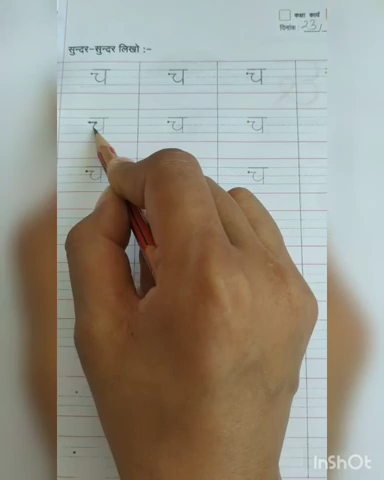 कक्षा कार्य
दिनांक : 23/
सुन्दर-सुन्दर लिखो :-
च च च
च च च
च च
InShOt